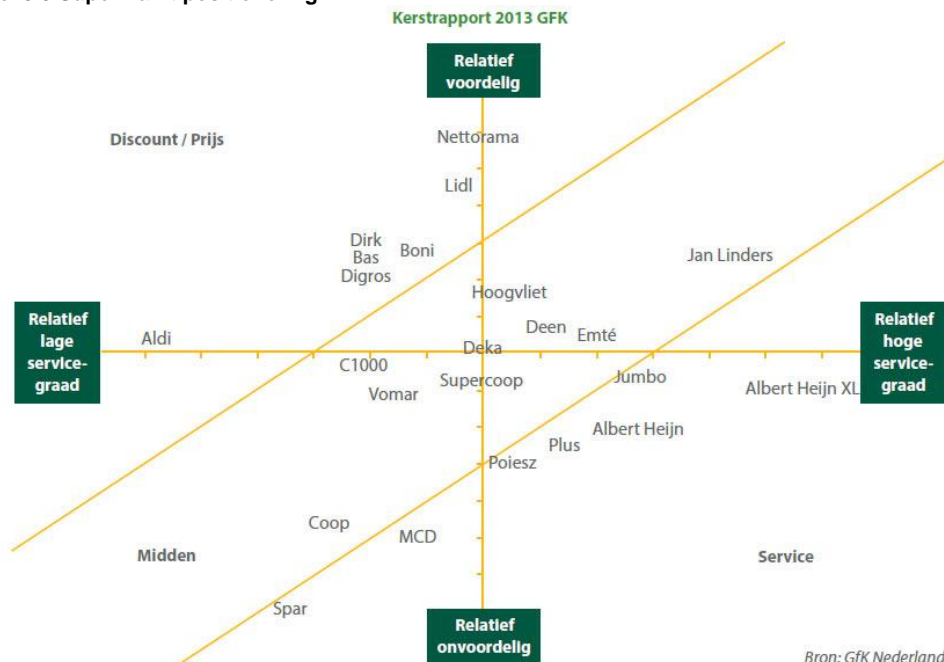 Kerstrapport 2013 GFK
Relatief
voordelig
Discount / Prijs
Nettorama
Lidl
Dirk
Bas
Digros
Boni
Jan Linders
Hoogvliet
Relatief
lage
service-
graad
Aldi
Deen
Emté
Relatief
hoge
service-
graad
Deka
C1000
Supercoop
Jumbo
Vomar
Albert Heijn XL
Albert Heijn
Plus
Poiesz
Coop
MCD
Midden
Service
Spar
Relatief
onvoordelig
Bron: GfK Nederland